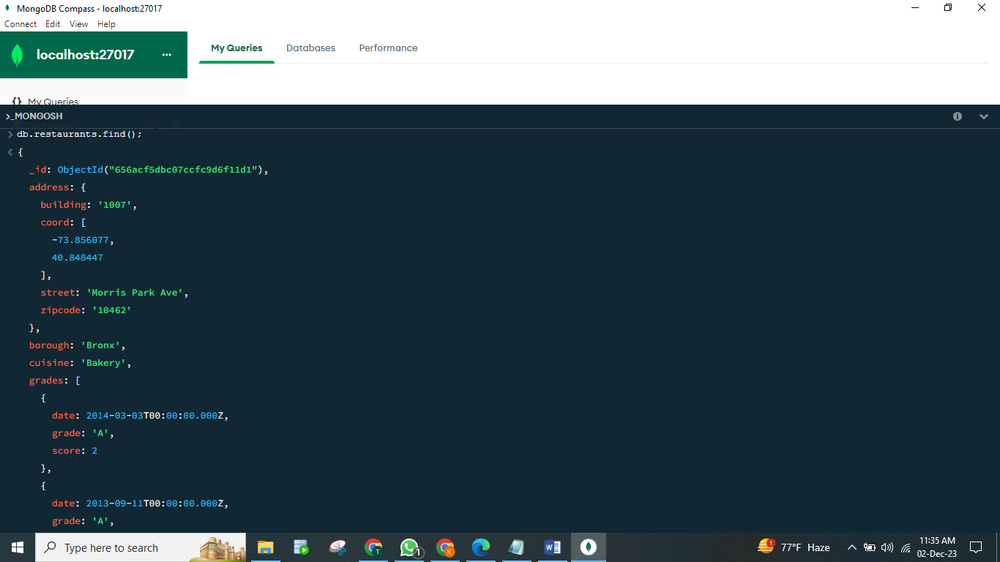 MongoDB Compass - localhost:27017
Connect Edit View Help
localhost:27017 ...
My Queries Databases Performance
{} My Queries
>_MONGOSH
> db.restaurants.find();
< {
_id: ObjectId("656acf5dbc07ccfc9d6f11d1"),
address: {
building: '1007',
coord: [
-73.856077,
40.848447
],
street: 'Morris Park Ave',
zipcode: '10462'
},
borough: 'Bronx',
cuisine: 'Bakery',
grades: [
{
date: 2014-03-03T00:00:00.000Z,
grade: 'A',
score: 2
},
{
date: 2013-09-11T00:00:00.000Z,
grade: 'A',
Type here to search
T
1
K
W
1
77°F Haze
11:35 AM
02-Dec-23